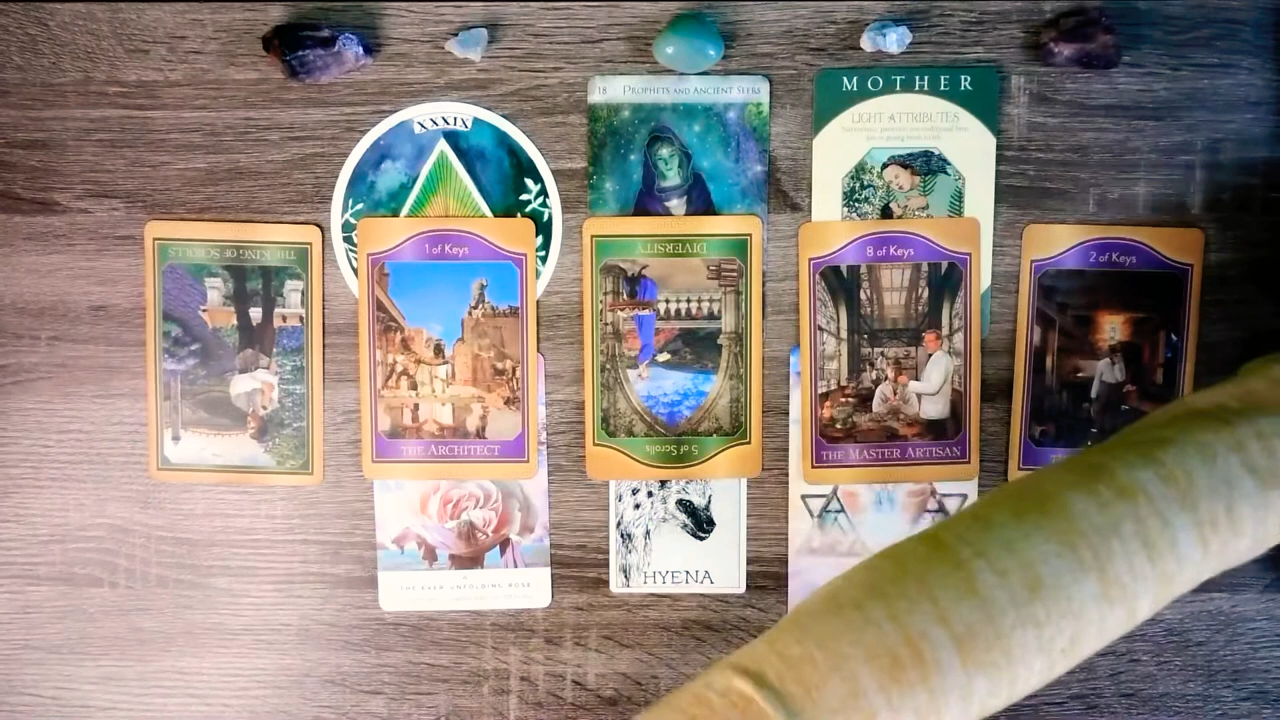 18 PROPHETS AND ANCIENT SEERS
MOTHER
LIGHT ATTRIBUTES
XXXIX
THE KING OF SCROLLS
1 of Keys
THE ARCHITECT
DIVERSITY
5 of Scrolls
8 of Keys
THE MASTER ARTISAN
2 of Keys
THE EVER UNFOLDING ROSE
HYENA